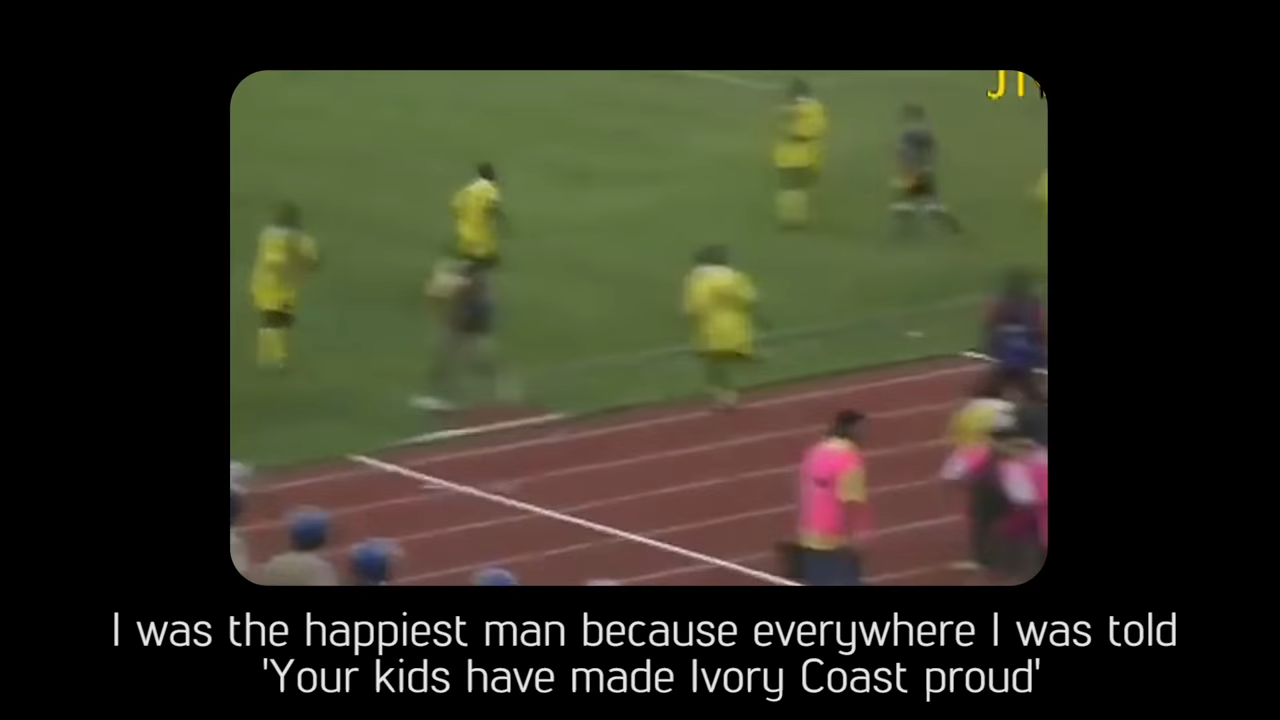 I was the happiest man because everywhere I was told
'Your kids have made Ivory Coast proud'